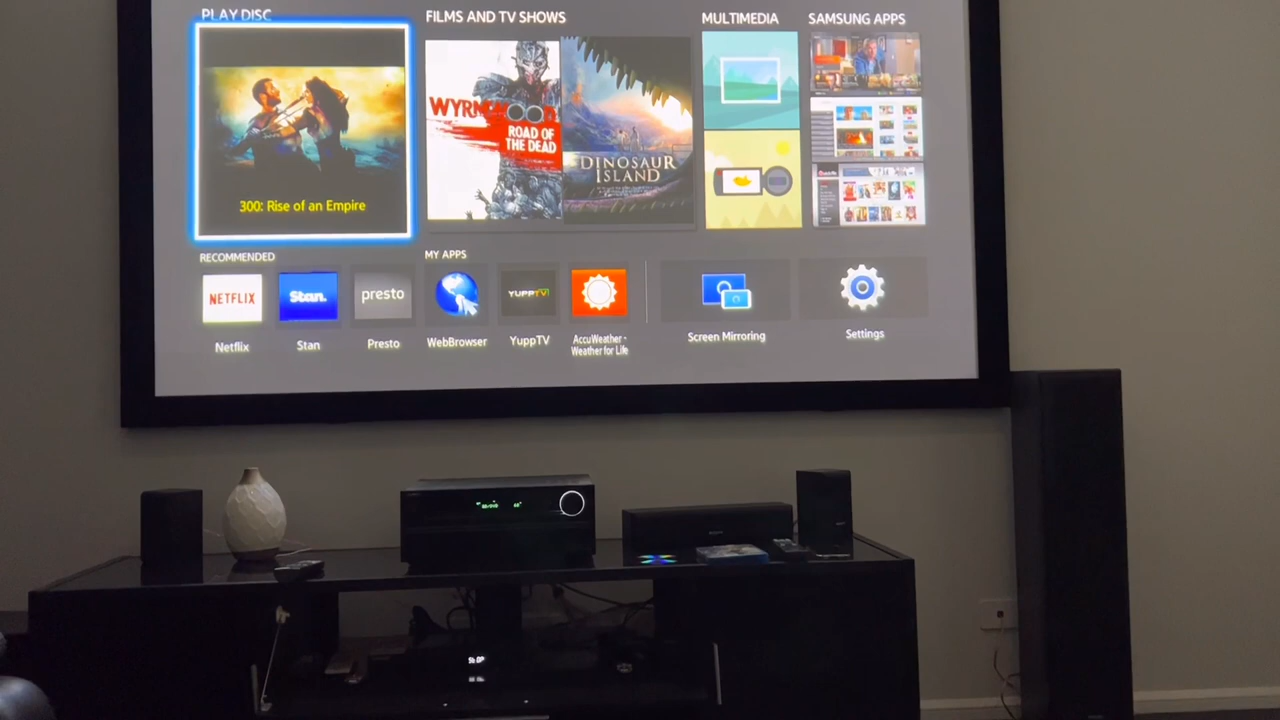 PLAY DISC
FILMS AND TV SHOWS
MULTIMEDIA
SAMSUNG APPS
300: Rise of an Empire
ROAD OF
THE DEAD
DINOSAUR
ISLAND
RECOMMENDED
MY APPS
NETFLIX
Stan.
presto
YUPPTV
Netflix
Stan
Presto
WebBrowser
YuppTV
AccuWeather -
Weather for Life
Screen Mirroring
Settings